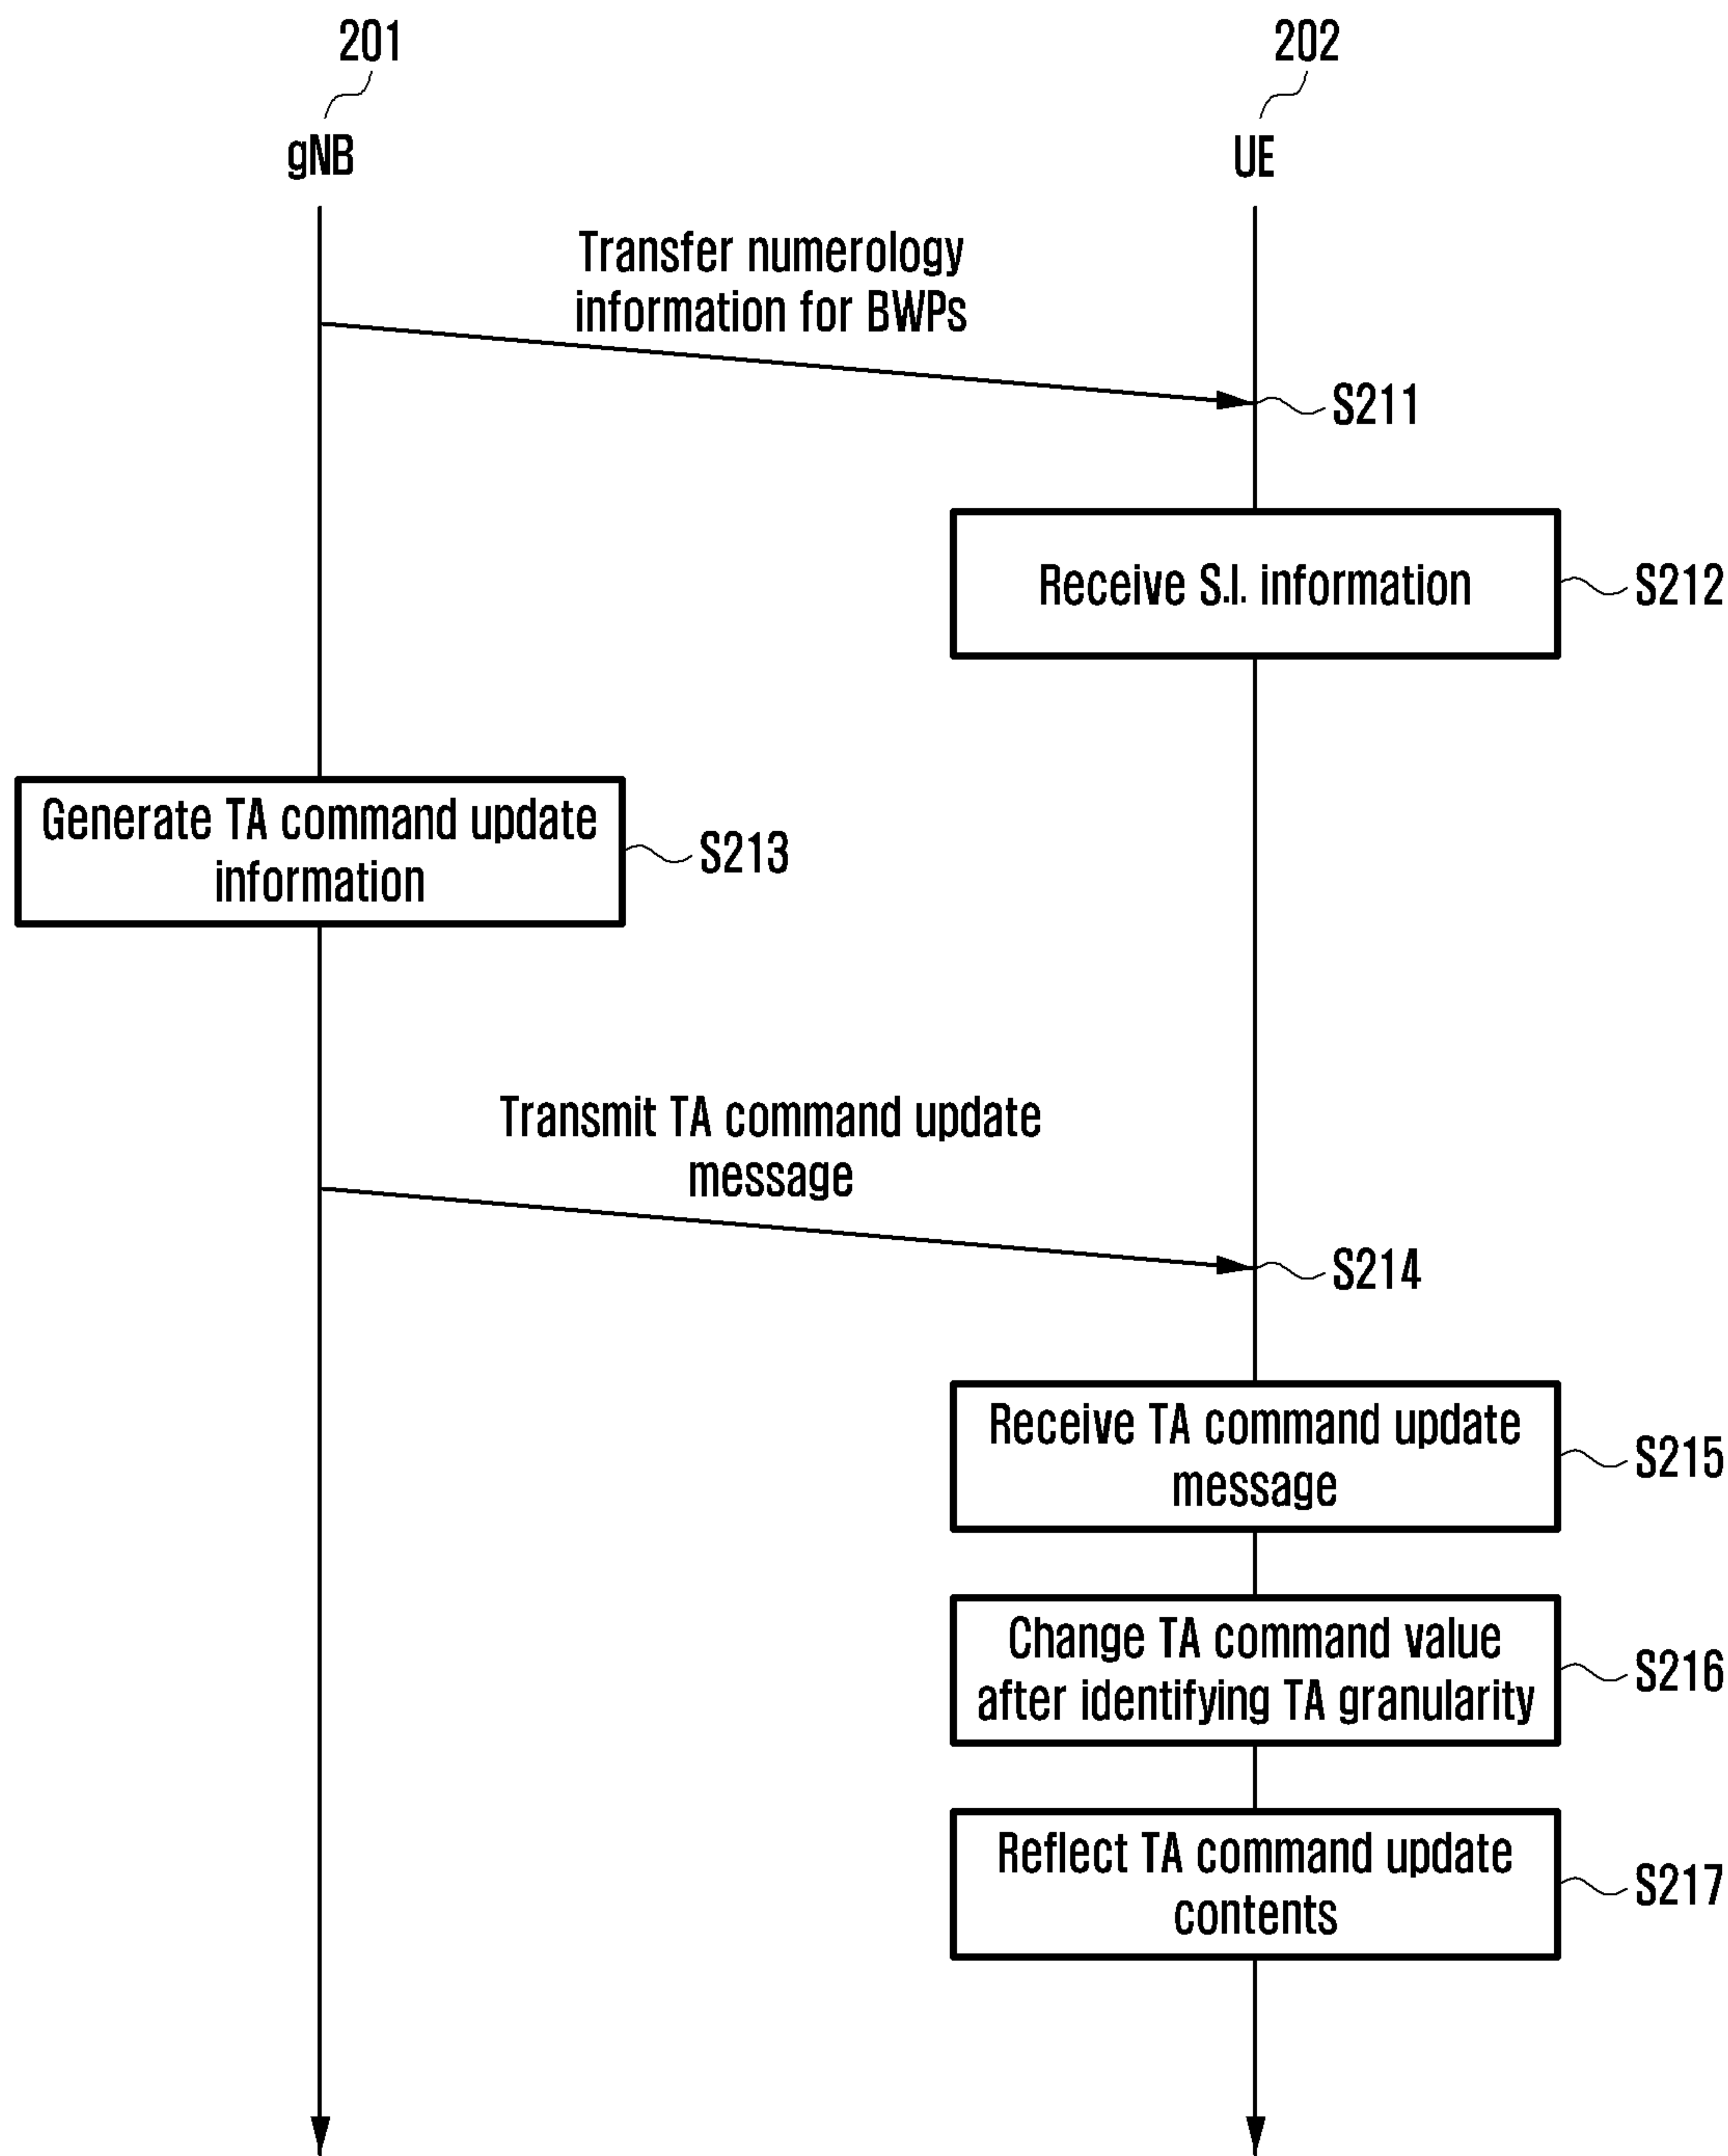 201
202
gNB
UE
Transfer numerology
information for BWPs
S211
Receive S.I. information
S212
Generate TA command update
information
S213
Transmit TA command update
message
S214
Receive TA command update
message
S215
Change TA command value
after identifying TA granularity
S216
Reflect TA command update
contents
S217